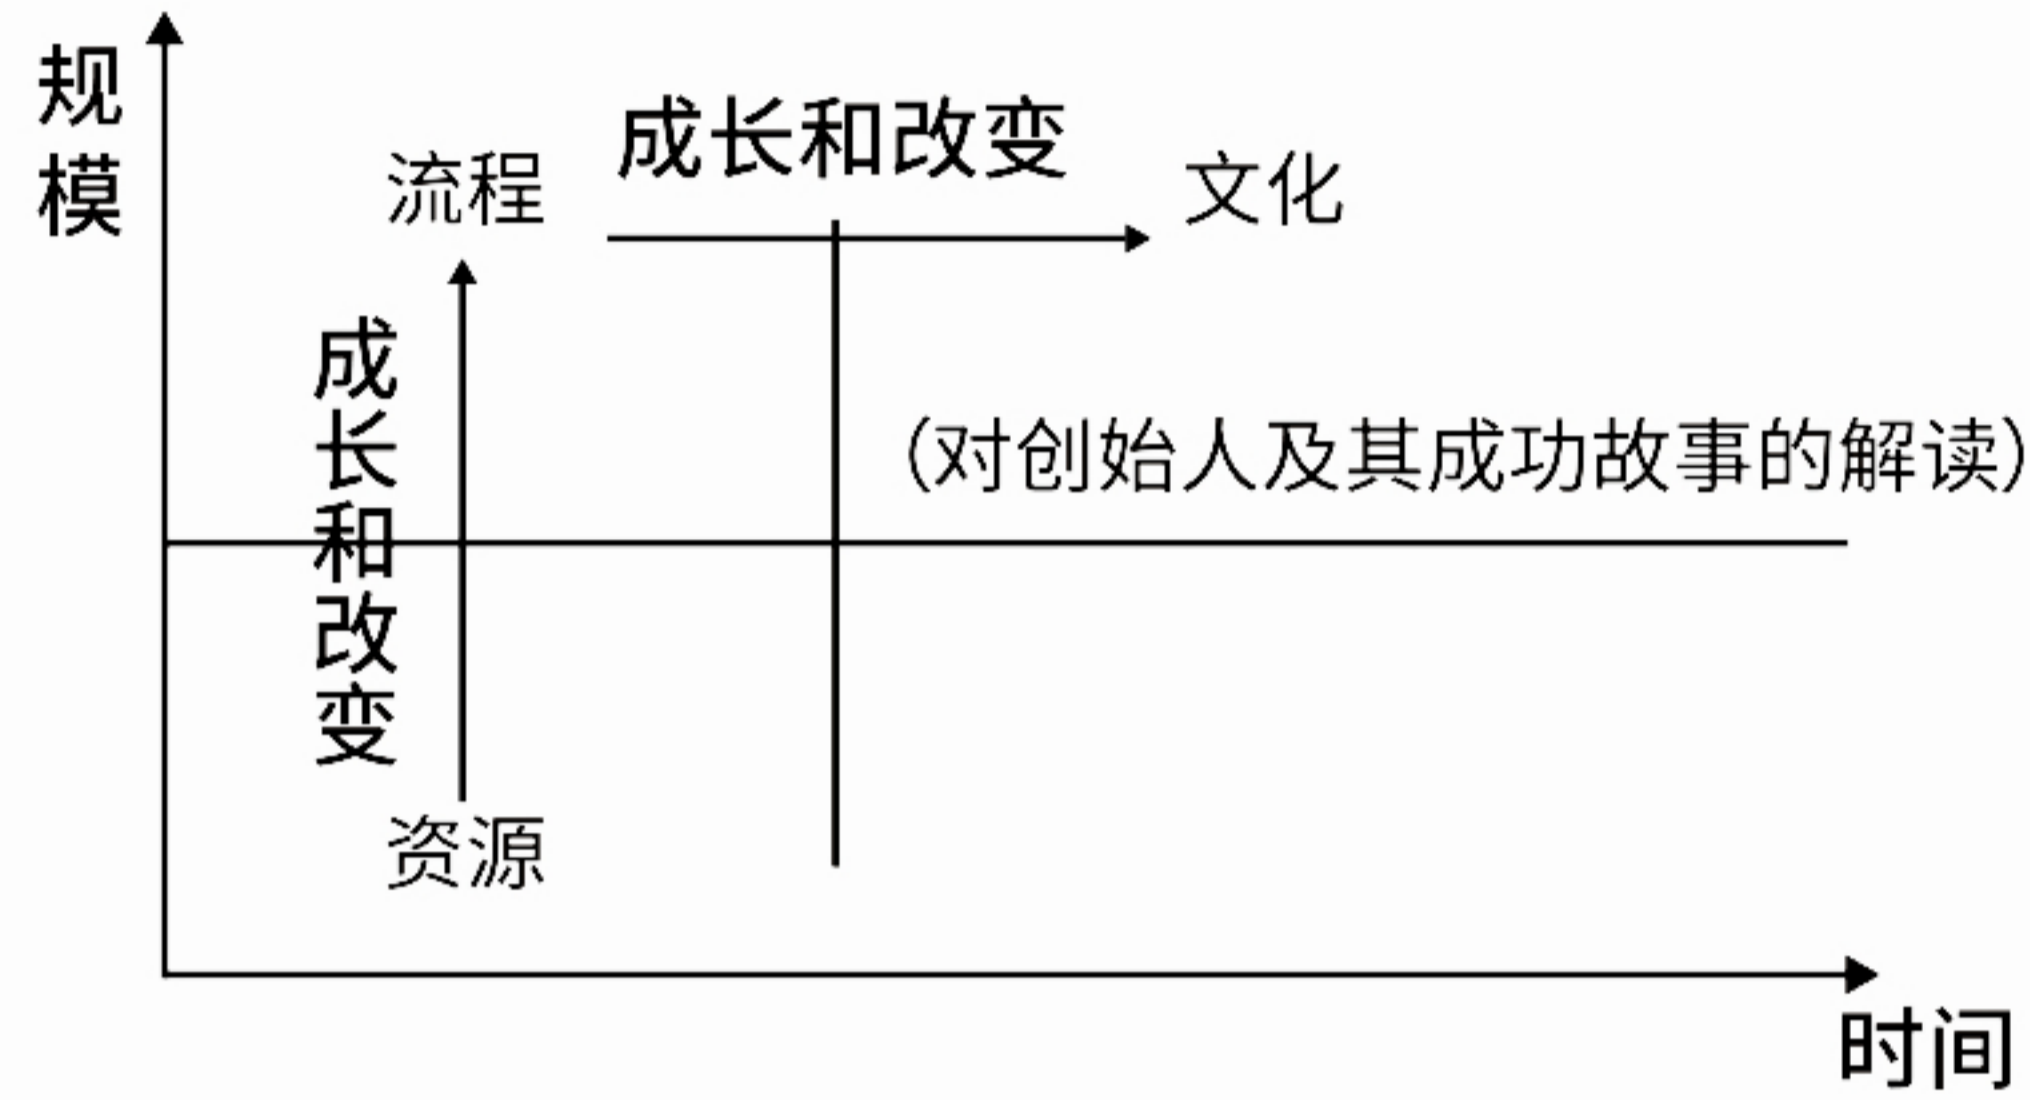 规模
成长和改变
流程
文化
成长和改变
（对创始人及其成功故事的解读）
资源
时间